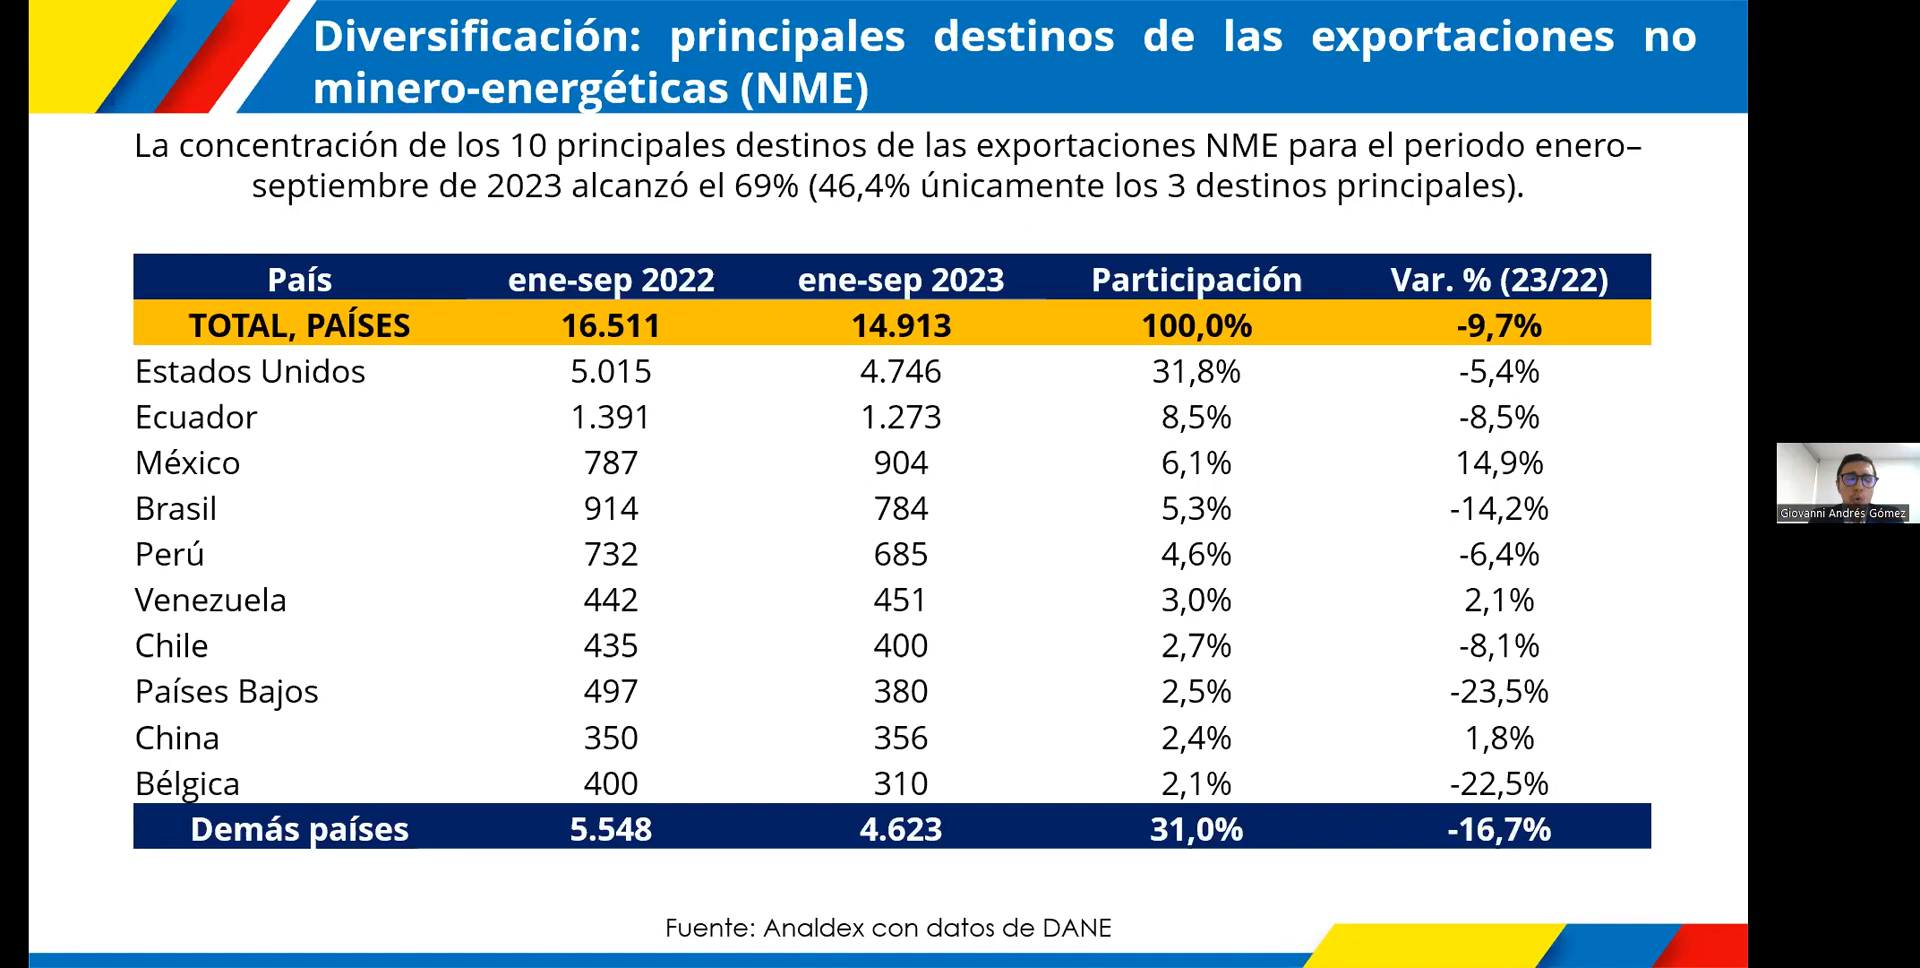 Diversificación: principales destinos de las exportaciones no
minero-energéticas (NME)
La concentración de los 10 principales destinos de las exportaciones NME para el periodo enero–
septiembre de 2023 alcanzó el 69% (46,4% únicamente los 3 destinos principales).
País ene-sep 2022 ene-sep 2023 Participación Var. % (23/22)
TOTAL, PAÍSES 16.511 14.913 100,0% -9,7%
Estados Unidos 5.015 4.746 31,8% -5,4%
Ecuador 1.391 1.273 8,5% -8,5%
México 787 904 6,1% 14,9%
Brasil 914 784 5,3% -14,2%
Perú 732 685 4,6% -6,4%
Venezuela 442 451 3,0% 2,1%
Chile 435 400 2,7% -8,1%
Países Bajos 497 380 2,5% -23,5%
China 350 356 2,4% 1,8%
Bélgica 400 310 2,1% -22,5%
Demás países 5.548 4.623 31,0% -16,7%
Fuente: Analdex con datos de DANE
Giovanni Andrés Gómez